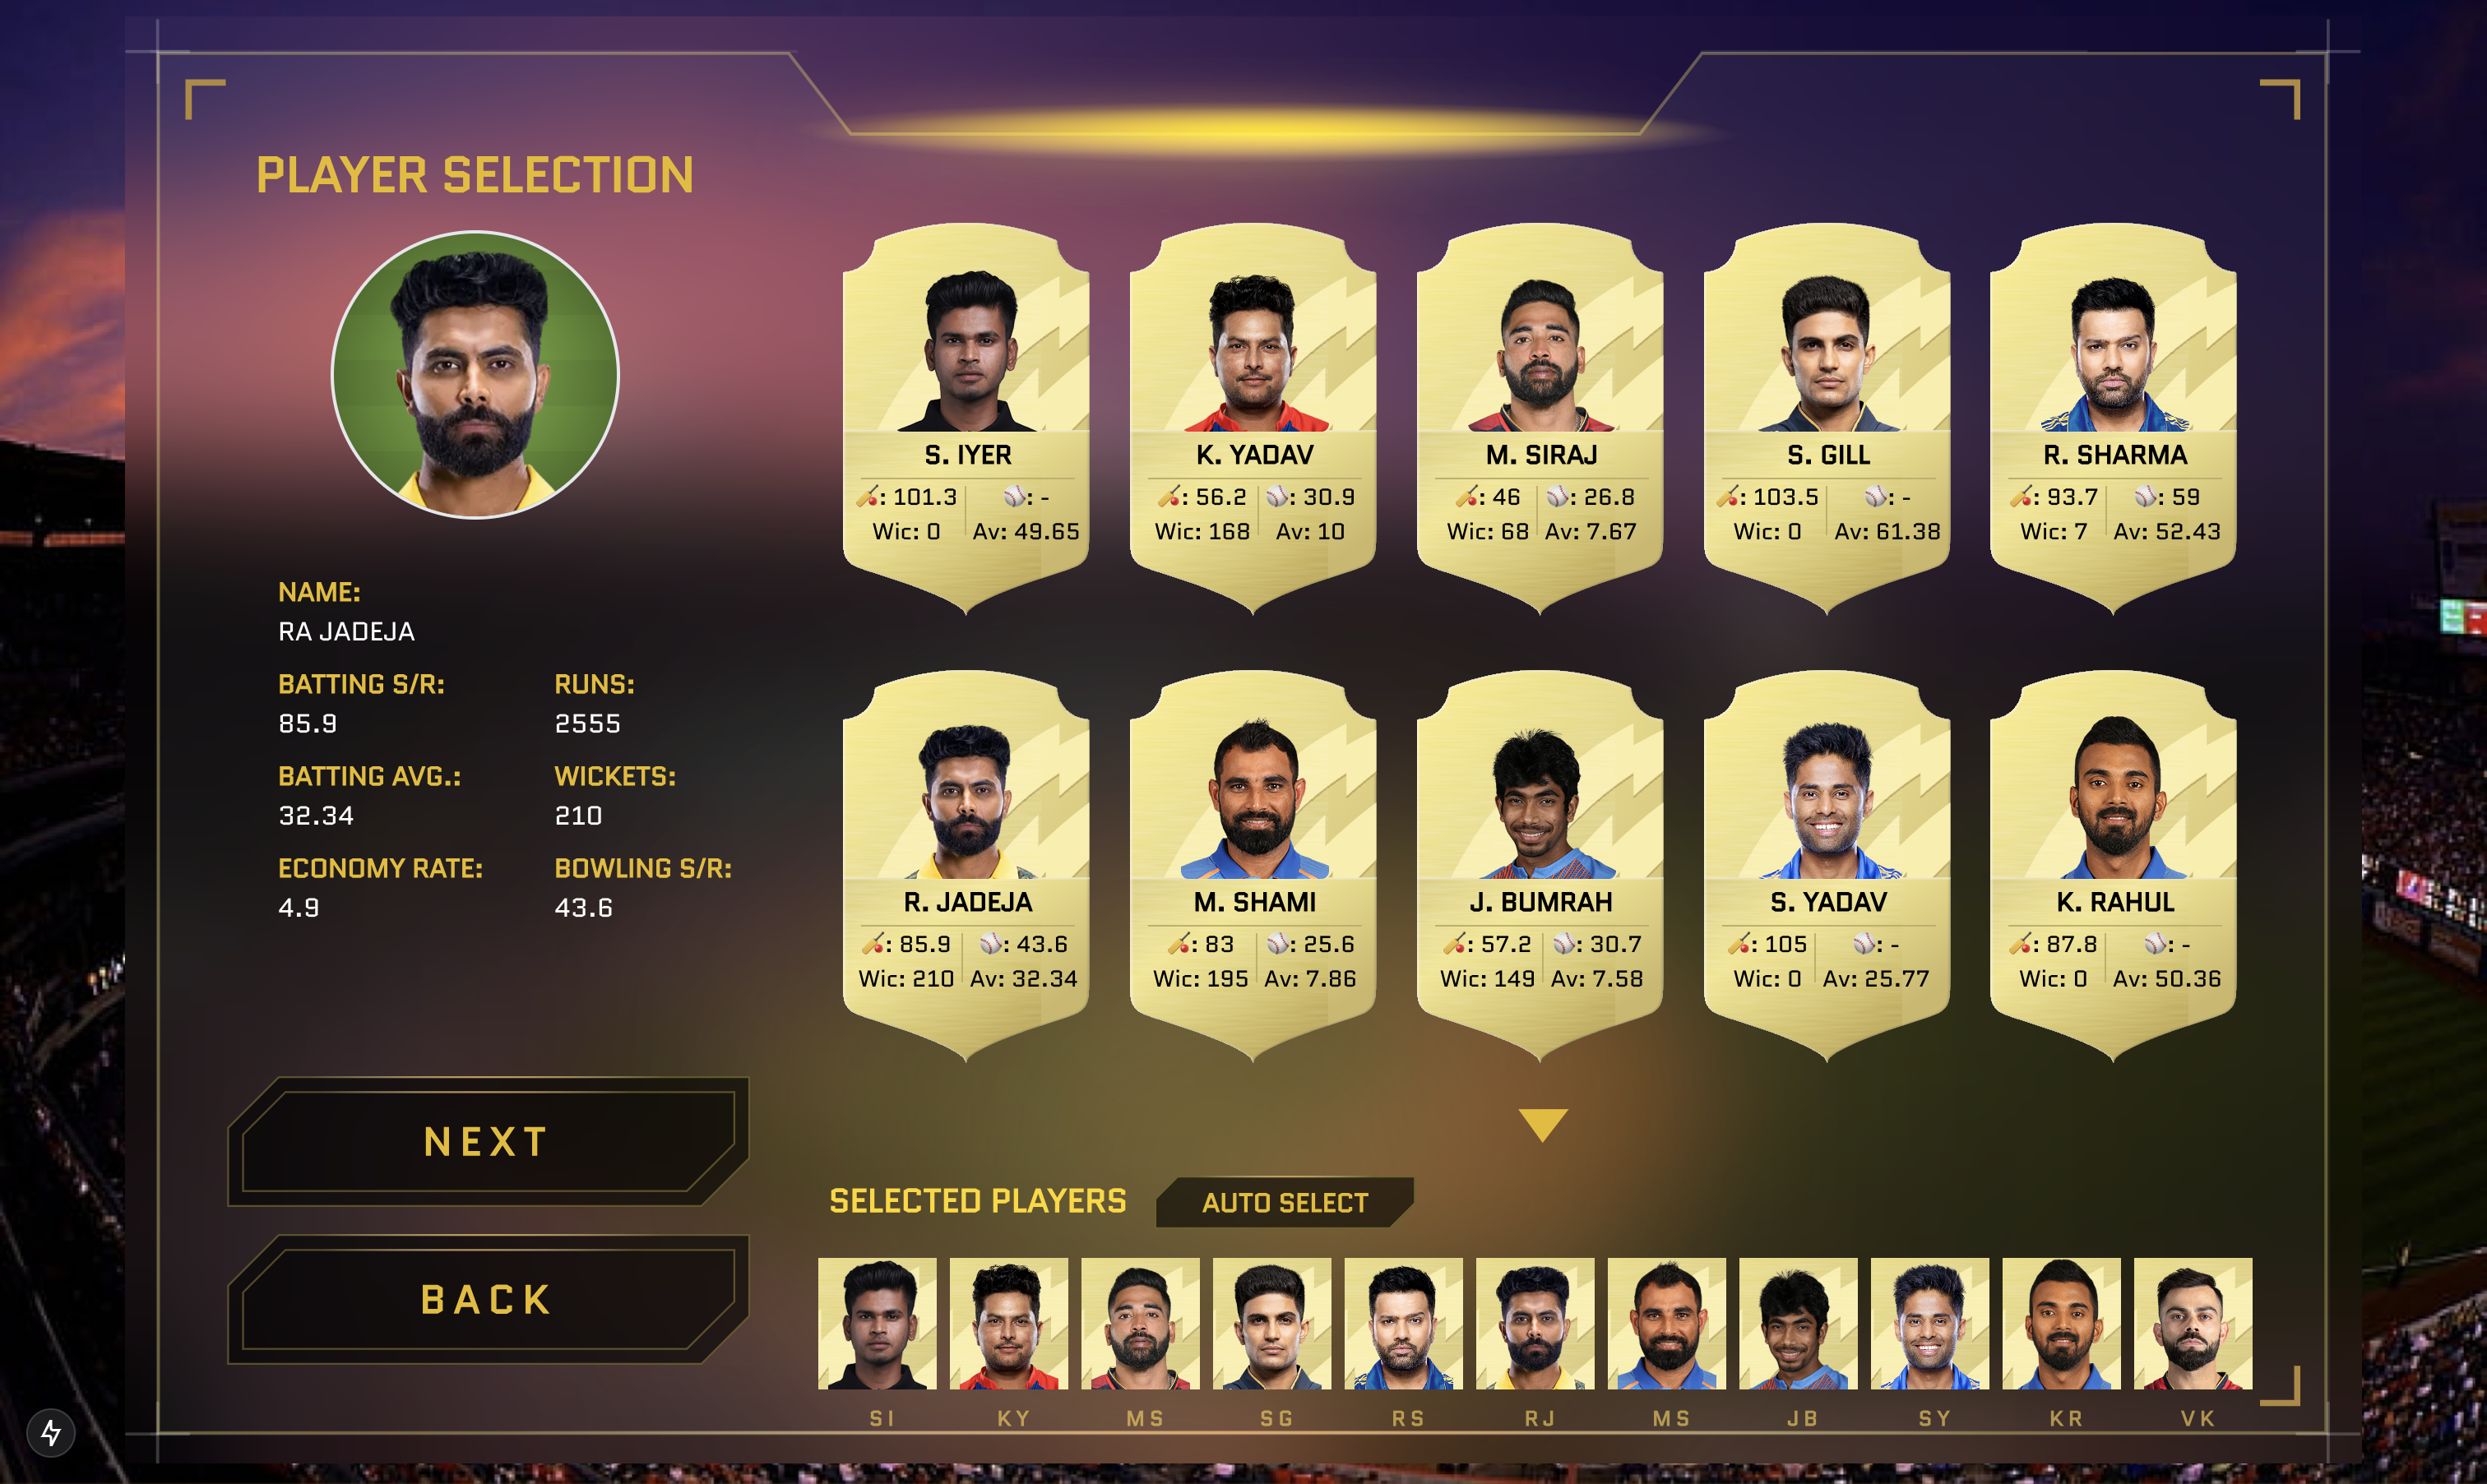 PLAYER SELECTION
NAME:
RA JADEJA
BATTING S/R: RUNS:
85.9 2555
BATTING AVG.: WICKETS:
32.34 210
ECONOMY RATE: BOWLING S/R:
4.9 43.6
NEXT
BACK
S. IYER
: 101.3 : -
Wic: 0 Av: 49.65
K. YADAV
: 56.2 : 30.9
Wic: 168 Av: 10
M. SIRAJ
: 46 : 26.8
Wic: 68 Av: 7.67
S. GILL
: 103.5 : -
Wic: 0 Av: 61.38
R. SHARMA
: 93.7 : 59
Wic: 7 Av: 52.43
R. JADEJA
: 85.9 : 43.6
Wic: 210 Av: 32.34
M. SHAMI
: 83 : 25.6
Wic: 195 Av: 7.86
J. BUMRAH
: 57.2 : 30.7
Wic: 149 Av: 7.58
S. YADAV
: 105 : -
Wic: 0 Av: 25.77
K. RAHUL
: 87.8 : -
Wic: 0 Av: 50.36
SELECTED PLAYERS AUTO SELECT
SI KY MS SG RS RJ MS JB SY KR VK